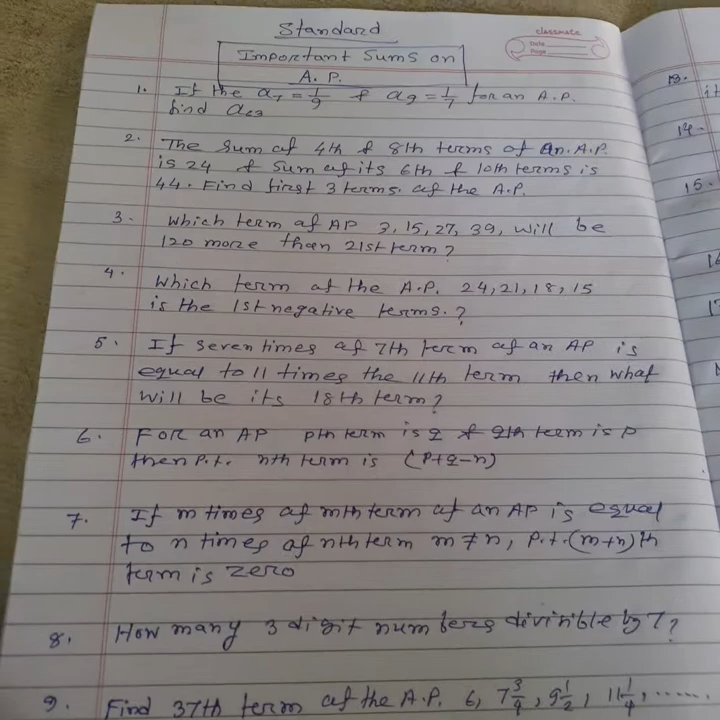 Standard
classmate
Date
Page
Important Sums on
A.P.
1. If the a₇ = 1/9 & a₉ = 1/7 for an A.P.
find a₆₃
2. The sum of 4th & 8th terms of an A.P.
is 24 & sum of its 6th & 10th terms is
44. Find first 3 terms. of the A.P.
3. Which term of AP 3, 15, 27, 39, will be
120 more than 21st term?
4. Which term of the A.P. 24, 21, 18, 15
is the 1st negative terms.?
5. If seven times of 7th term of an AP is
equal to 11 times the 11th term then what
will be its 18th term?
6. For an AP pth term is q & qth term is p
then P.t. nth term is (p+q-n)
7. If m times of mth term of an AP is equal
to n times of nth term m ≠ n, p.t. (m+n)th
term is zero
8. How many 3 digit numbers divisible by 7?
9. Find 37th term of the A.P. 6, 7 3/4, 9 1/2, 11 1/4, ......
13.
it
14.
15.